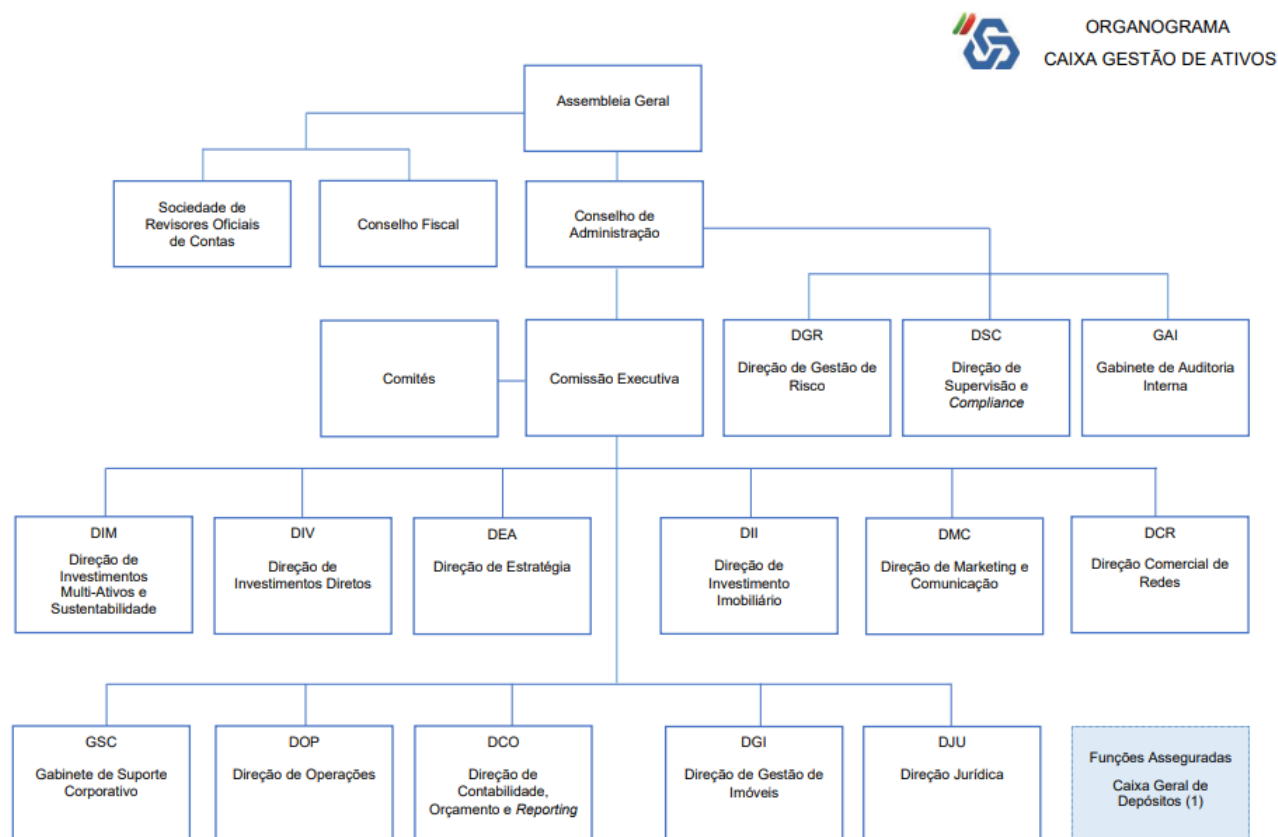 ORGANOGRAMA
CAIXA GESTÃO DE ATIVOS
Assembleia Geral
Sociedade de
Revisores Oficiais
de Contas
Conselho Fiscal
Conselho de
Administração
Comités
Comissão Executiva
DGR
Direção de Gestão de
Risco
DSC
Direção de
Supervisão e
Compliance
GAI
Gabinete de Auditoria
Interna
DIM
Direção de
Investimentos
Multi-Ativos e
Sustentabilidade
DIV
Direção de
Investimentos Diretos
DEA
Direção de Estratégia
DII
Direção de
Investimento
Imobiliário
DMC
Direção de Marketing e
Comunicação
DCR
Direção Comercial de
Redes
GSC
Gabinete de Suporte
Corporativo
DOP
Direção de Operações
DCO
Direção de
Contabilidade,
Orçamento e Reporting
DGI
Direção de Gestão de
Imóveis
DJU
Direção Jurídica
Funções Asseguradas
Caixa Geral de
Depósitos (1)